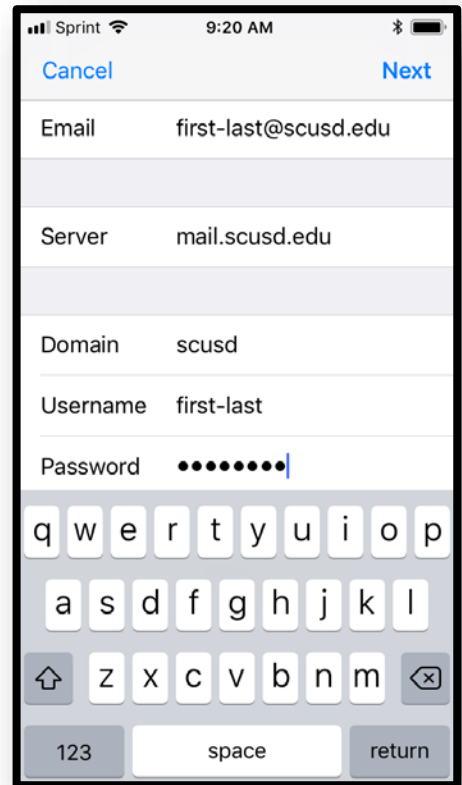 Sprint 9:20 AM
Cancel Next
Email first-last@scusd.edu
Server mail.scusd.edu
Domain scusd
Username first-last
Password ••••••••
q w e r t y u i o p
a s d f g h j k l
z x c v b n m
123 space return